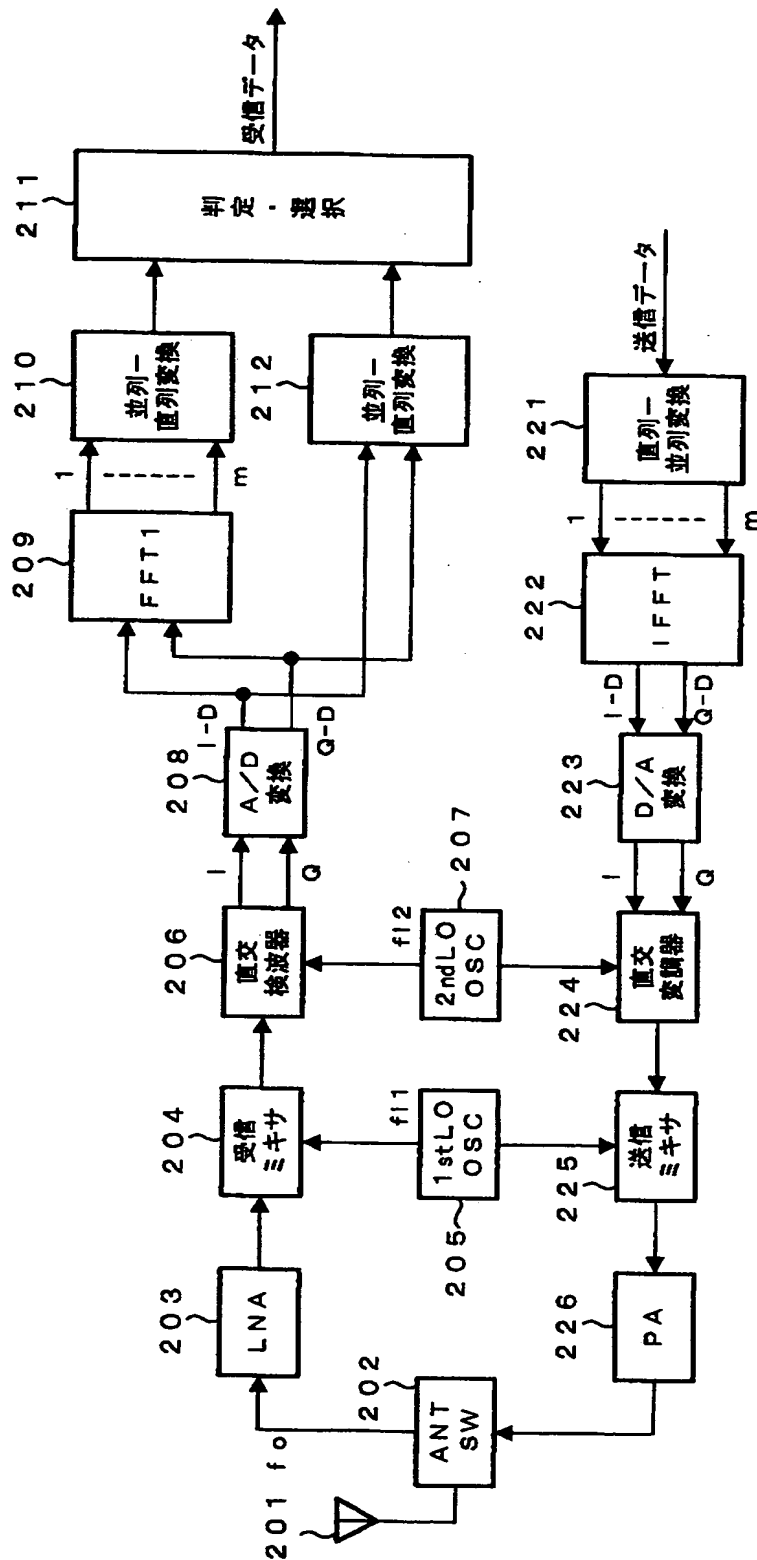 201
fo
202
ANT
SW
203
LNA
204
受信
ミキサ
205
1stLO
OSC
fl1
206
直交
検波器
207
2ndLO
OSC
fl2
I
Q
208
A/D
変換
I-D
Q-D
209
FFT1
1
m
210
並列ー
直列変換
211
判定・選択
受信データ
212
並列ー
直列変換
送信データ
221
直列ー
並列変換
1
m
222
IFFT
I-D
Q-D
223
D/A
変換
I
Q
224
直交
変調器
225
送信
ミキサ
226
PA